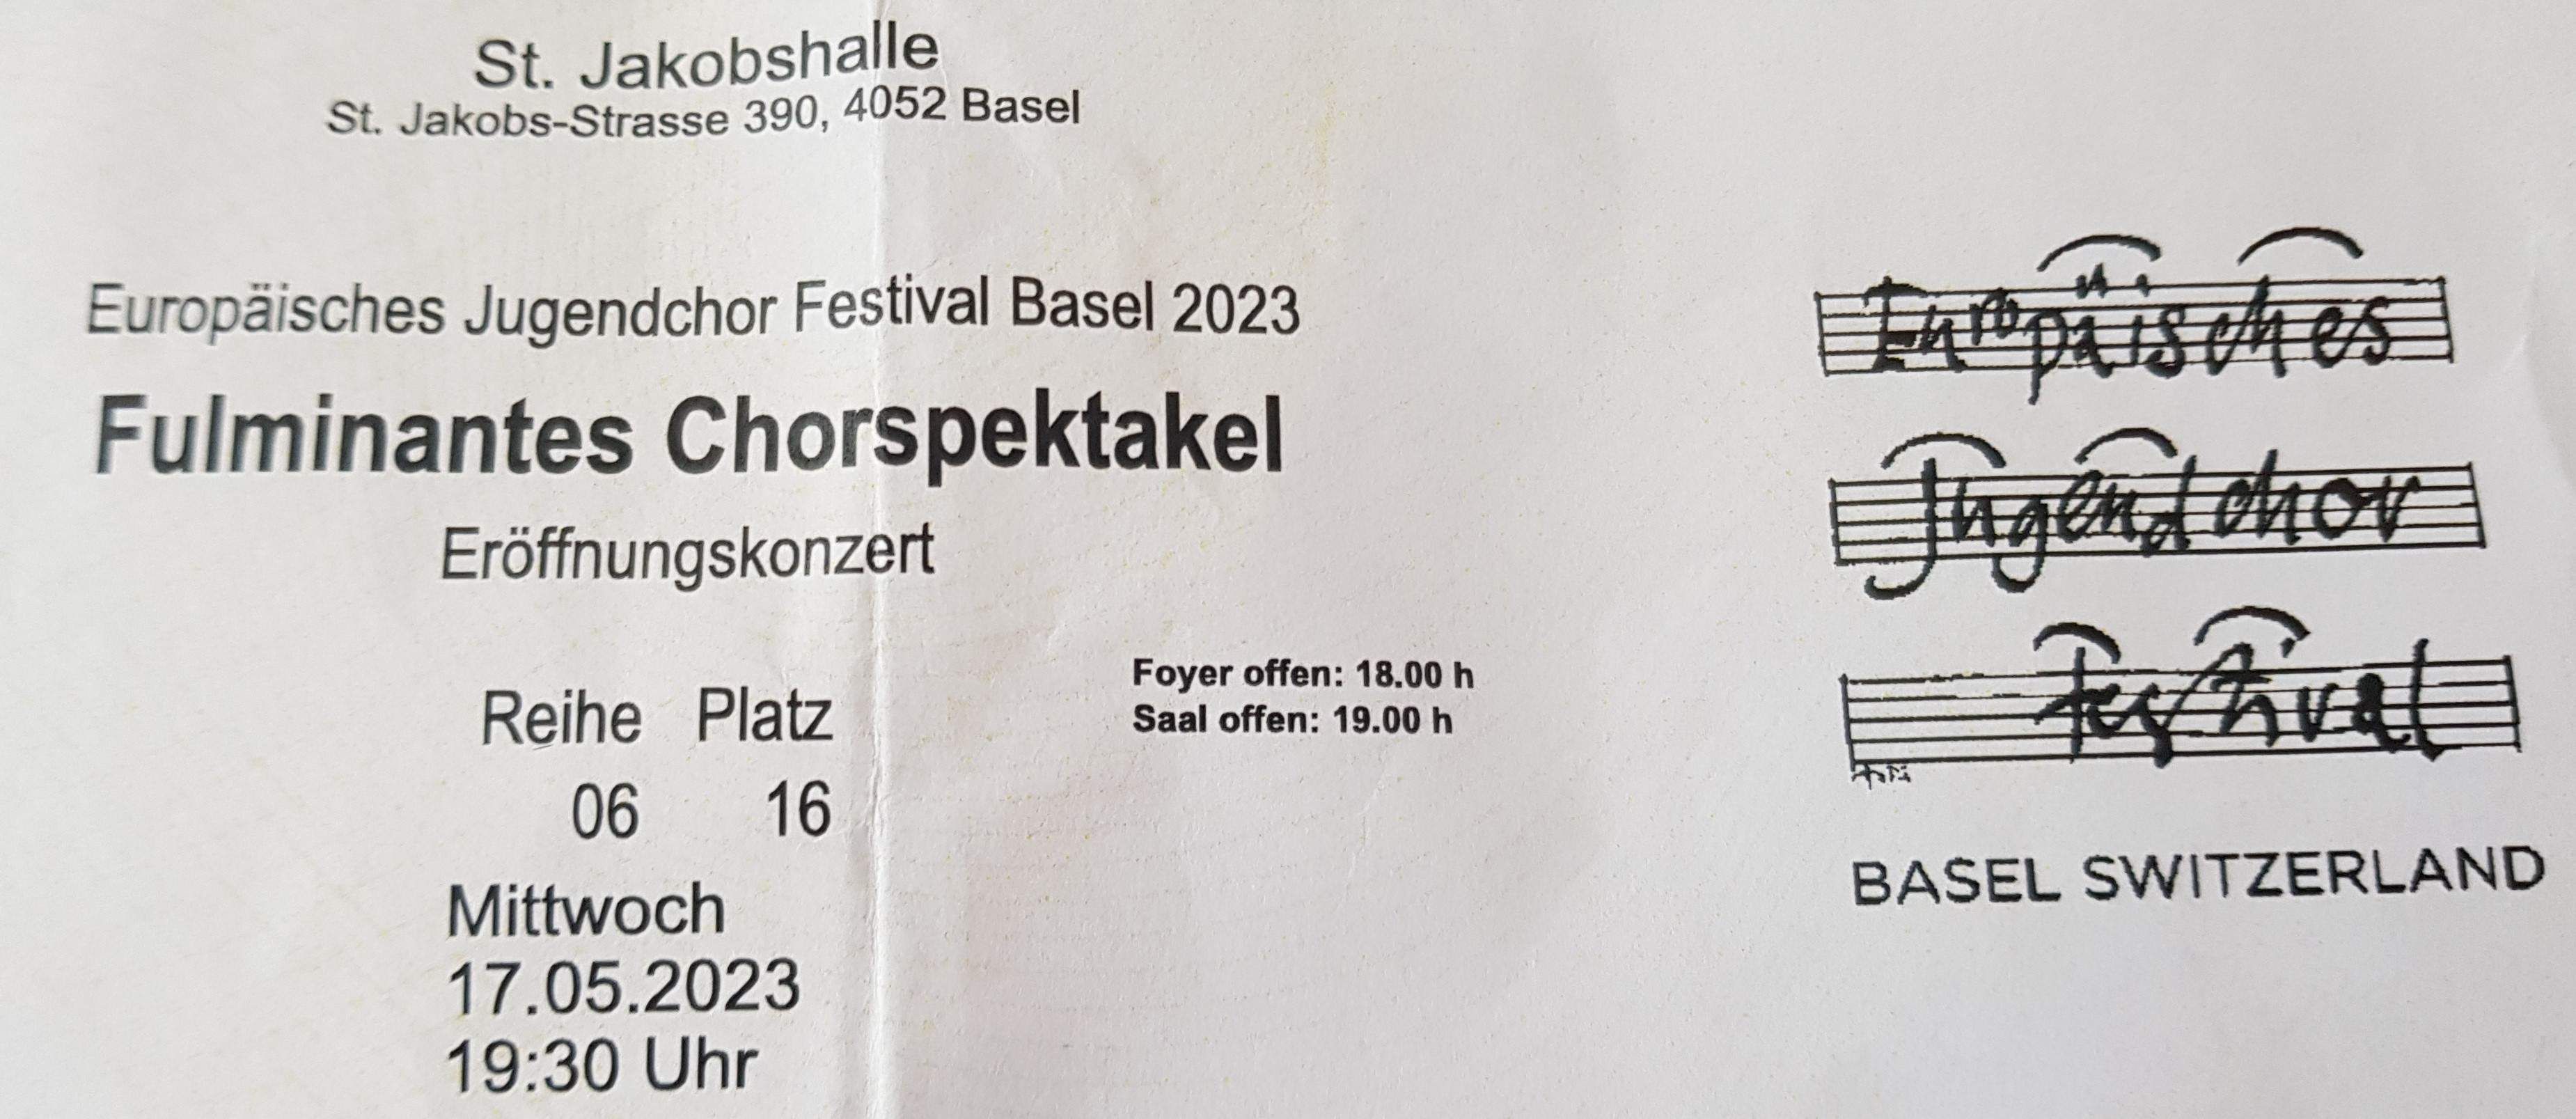 St. Jakobshalle
St. Jakobs-Strasse 390, 4052 Basel
Europäisches Jugendchor Festival Basel 2023
Fulminantes Chorspektakel
Eröffnungskonzert
Reihe Platz
06 16
Mittwoch
17.05.2023
19:30 Uhr
Foyer offen: 18.00 h
Saal offen: 19.00 h
Europäisches
Jugendchor
Festival
BASEL SWITZERLAND